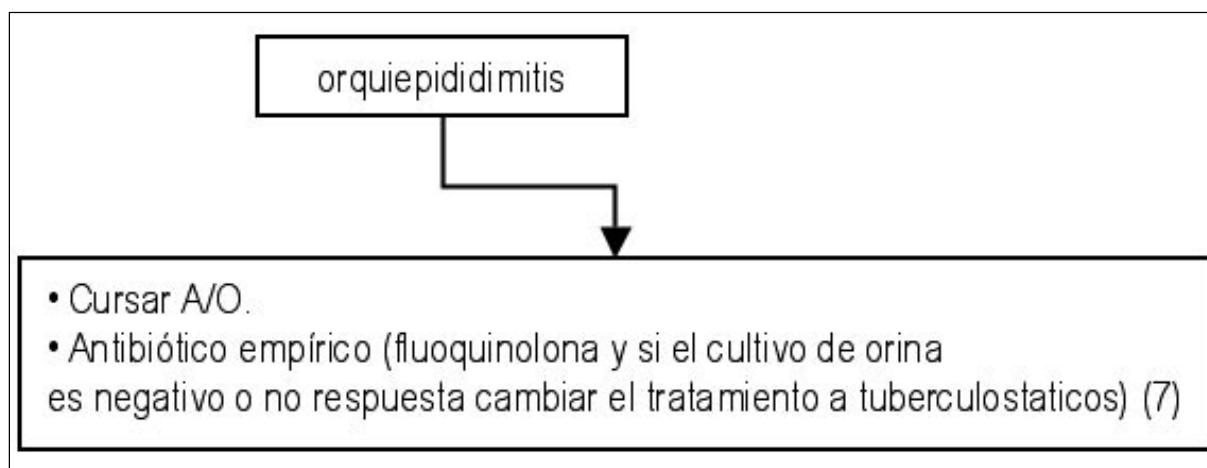 orquiepididimitis
• Cursar A/O.
• Antibiótico empírico (fluoquinolona y si el cultivo de orina
es negativo o no respuesta cambiar el tratamiento a tuberculostaticos) (7)